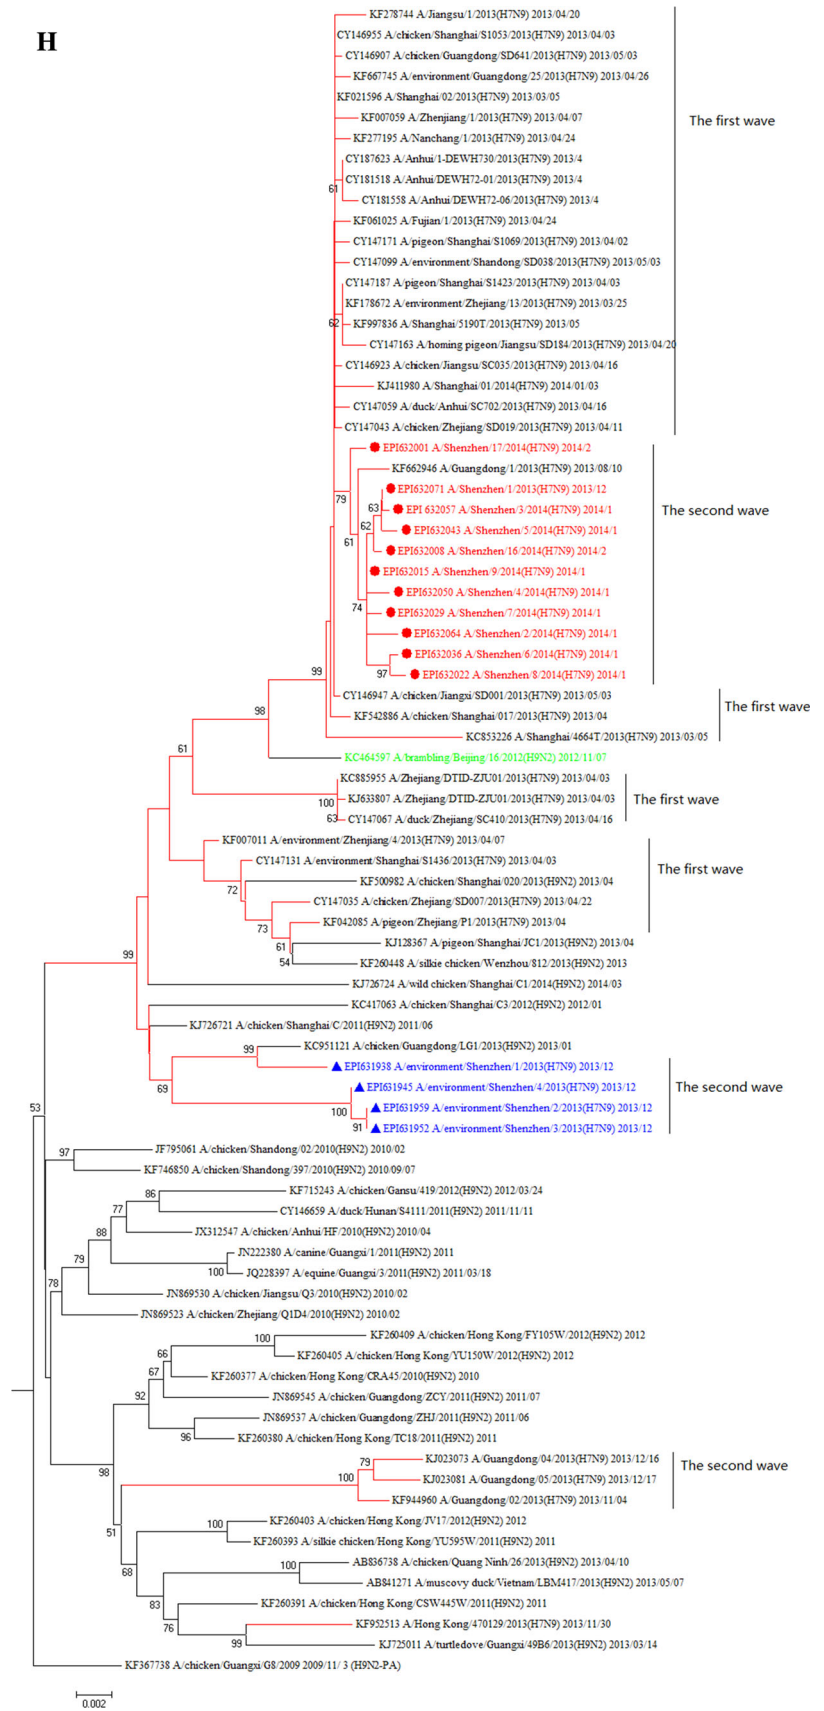 H
KF278744 A/Jiangsu/1/2013(H7N9) 2013/04/20
CY146955 A/chicken/Shanghai/S1053/2013(H7N9) 2013/04/03
CY146907 A/chicken/Guangdong/SD641/2013(H7N9) 2013/05/03
KF667745 A/environment/Guangdong/25/2013(H7N9) 2013/04/26
KF021596 A/Shanghai/02/2013(H7N9) 2013/03/05
KF007059 A/Zhenjiang/1/2013(H7N9) 2013/04/07
The first wave
KF277195 A/Nanchang/1/2013(H7N9) 2013/04/24
CY187623 A/Anhui/1-DEWH730/2013(H7N9) 2013/4
CY181518 A/Anhui/DEWH72-01/2013(H7N9) 2013/4
61
CY181558 A/Anhui/DEWH72-06/2013(H7N9) 2013/4
KF061025 A/Fujian/1/2013(H7N9) 2013/04/24
CY147171 A/pigeon/Shanghai/S1069/2013(H7N9) 2013/04/02
CY147099 A/environment/Shandong/SD038/2013(H7N9) 2013/05/03
CY147187 A/pigeon/Shanghai/S1423/2013(H7N9) 2013/04/03
KF178672 A/environment/Zhejiang/13/2013(H7N9) 2013/03/25
62
KF997836 A/Shanghai/5190T/2013(H7N9) 2013/05
CY147163 A/homing pigeon/Jiangsu/SD184/2013(H7N9) 2013/04/20
CY146923 A/chicken/Jiangsu/SC035/2013(H7N9) 2013/04/16
KJ411980 A/Shanghai/01/2014(H7N9) 2014/01/03
CY147059 A/duck/Anhui/SC702/2013(H7N9) 2013/04/16
CY147043 A/chicken/Zhejiang/SD019/2013(H7N9) 2013/04/11
EPI632001 A/Shenzhen/17/2014(H7N9) 2014/2
KF662946 A/Guangdong/1/2013(H7N9) 2013/08/10
79
EPI632071 A/Shenzhen/1/2013(H7N9) 2013/12
63
EPI 632057 A/Shenzhen/3/2014(H7N9) 2014/1
The second wave
62
EPI632043 A/Shenzhen/5/2014(H7N9) 2014/1
61
EPI632008 A/Shenzhen/16/2014(H7N9) 2014/2
EPI632015 A/Shenzhen/9/2014(H7N9) 2014/1
EPI632050 A/Shenzhen/4/2014(H7N9) 2014/1
74
EPI632029 A/Shenzhen/7/2014(H7N9) 2014/1
EPI632064 A/Shenzhen/2/2014(H7N9) 2014/1
EPI632036 A/Shenzhen/6/2014(H7N9) 2014/1
99
97
EPI632022 A/Shenzhen/8/2014(H7N9) 2014/1
CY146947 A/chicken/Jiangxi/SD001/2013(H7N9) 2013/05/03
The first wave
98
KF542886 A/chicken/Shanghai/017/2013(H7N9) 2013/04
KC853226 A/Shanghai/4664T/2013(H7N9) 2013/03/05
61
KC464597 A/brambling/Beijing/16/2012(H9N2) 2012/11/07
KC885955 A/Zhejiang/DTID-ZJU01/2013(H7N9) 2013/04/03
100
KJ633807 A/Zhejiang/DTID-ZJU01/2013(H7N9) 2013/04/03
The first wave
63
CY147067 A/duck/Zhejiang/SC410/2013(H7N9) 2013/04/16
KF007011 A/environment/Zhenjiang/4/2013(H7N9) 2013/04/07
CY147131 A/environment/Shanghai/S1436/2013(H7N9) 2013/04/03
The first wave
72
KF500982 A/chicken/Shanghai/020/2013(H9N2) 2013/04
CY147035 A/chicken/Zhejiang/SD007/2013(H7N9) 2013/04/22
73
KF042085 A/pigeon/Zhejiang/P1/2013(H7N9) 2013/04
61
KJ128367 A/pigeon/Shanghai/JC1/2013(H9N2) 2013/04
99
54
KF260448 A/silkie chicken/Wenzhou/812/2013(H9N2) 2013
KJ726724 A/wild chicken/Shanghai/C1/2014(H9N2) 2014/03
KC417063 A/chicken/Shanghai/C3/2012(H9N2) 2012/01
KJ726721 A/chicken/Shanghai/C/2011(H9N2) 2011/06
99
KC951121 A/chicken/Guangdong/LG1/2013(H9N2) 2013/01
EPI631938 A/environment/Shenzhen/1/2013(H7N9) 2013/12
69
EPI631945 A/environment/Shenzhen/4/2013(H7N9) 2013/12
The second wave
100
EPI631959 A/environment/Shenzhen/2/2013(H7N9) 2013/12
53
91
EPI631952 A/environment/Shenzhen/3/2013(H7N9) 2013/12
97
JF795061 A/chicken/Shandong/02/2010(H9N2) 2010/02
KF746850 A/chicken/Shandong/397/2010(H9N2) 2010/09/07
86
KF715243 A/chicken/Gansu/419/2012(H9N2) 2012/03/24
77
CY146659 A/duck/Hunan/S4111/2011(H9N2) 2011/11/11
88
JX312547 A/chicken/Anhui/HF/2010(H9N2) 2010/04
79
JN222380 A/canine/Guangxi/1/2011(H9N2) 2011
100
JQ228397 A/equine/Guangxi/3/2011(H9N2) 2011/03/18
78
JN869530 A/chicken/Jiangsu/Q3/2010(H9N2) 2010/02
JN869523 A/chicken/Zhejiang/Q1D4/2010(H9N2) 2010/02
100
KF260409 A/chicken/Hong Kong/FY105W/2012(H9N2) 2012
66
KF260405 A/chicken/Hong Kong/YU150W/2012(H9N2) 2012
67
KF260377 A/chicken/Hong Kong/CRA45/2010(H9N2) 2010
92
JN869545 A/chicken/Guangdong/ZCY/2011(H9N2) 2011/07
JN869537 A/chicken/Guangdong/ZHJ/2011(H9N2) 2011/06
96
KF260380 A/chicken/Hong Kong/TC18/2011(H9N2) 2011
98
79
KJ023073 A/Guangdong/04/2013(H7N9) 2013/12/16
The second wave
100
KJ023081 A/Guangdong/05/2013(H7N9) 2013/12/17
KF944960 A/Guangdong/02/2013(H7N9) 2013/11/04
51
100
KF260403 A/chicken/Hong Kong/JV17/2012(H9N2) 2012
KF260393 A/silkie chicken/Hong Kong/YU595W/2011(H9N2) 2011
68
100
AB836738 A/chicken/Quang Ninh/26/2013(H9N2) 2013/04/10
AB841271 A/muscovy duck/Vietnam/LBM417/2013(H9N2) 2013/05/07
83
KF260391 A/chicken/Hong Kong/CSW445W/2011(H9N2) 2011
76
KF952513 A/Hong Kong/470129/2013(H7N9) 2013/11/30
99
KJ725011 A/turtledove/Guangxi/49B6/2013(H9N2) 2013/03/14
KF367738 A/chicken/Guangxi/G8/2009 2009/11/ 3 (H9N2-PA)
0.002